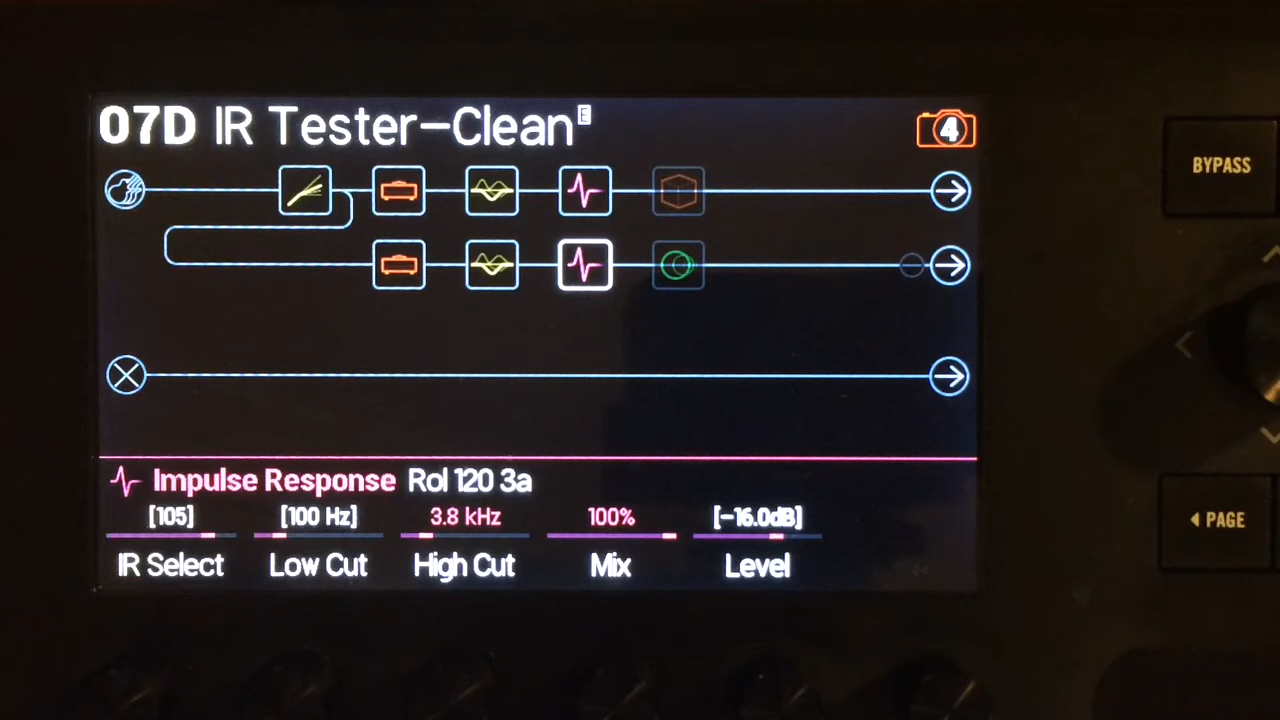 07D IR Tester-Clean E
4
BYPASS
Impulse Response Rol 120 3a
[105] [100 Hz] 3.8 kHz 100% [-16.0dB]
IR Select Low Cut High Cut Mix Level
PAGE